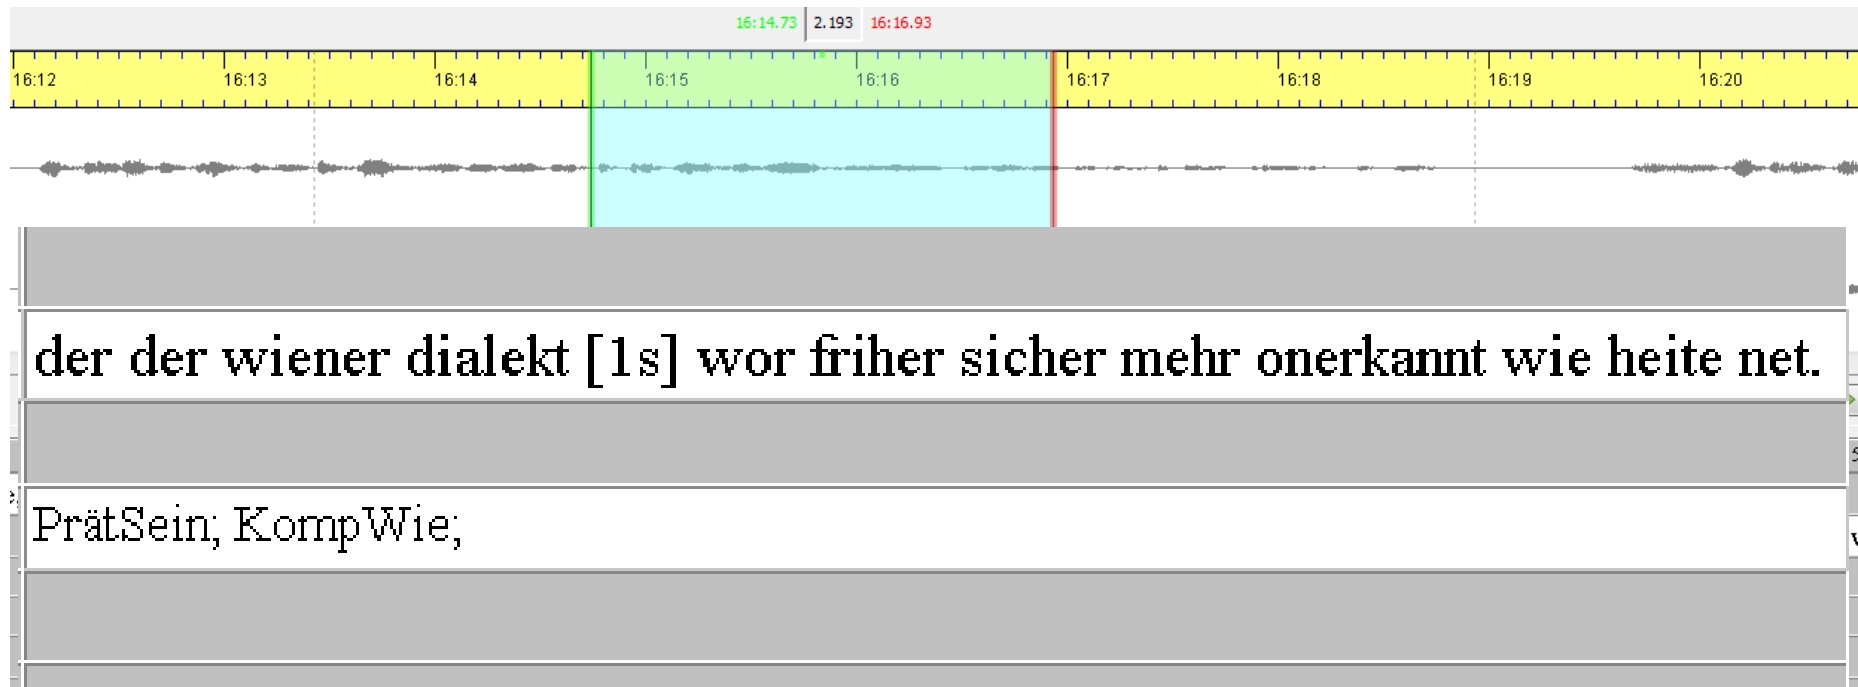 16:14.73 2.193 16:16.93
16:12 16:13 16:14 16:15 16:16 16:17 16:18 16:19 16:20
der der wiener dialekt [1s] wor friher sicher mehr onerkannt wie heite net.
PrätSein; KompWie;